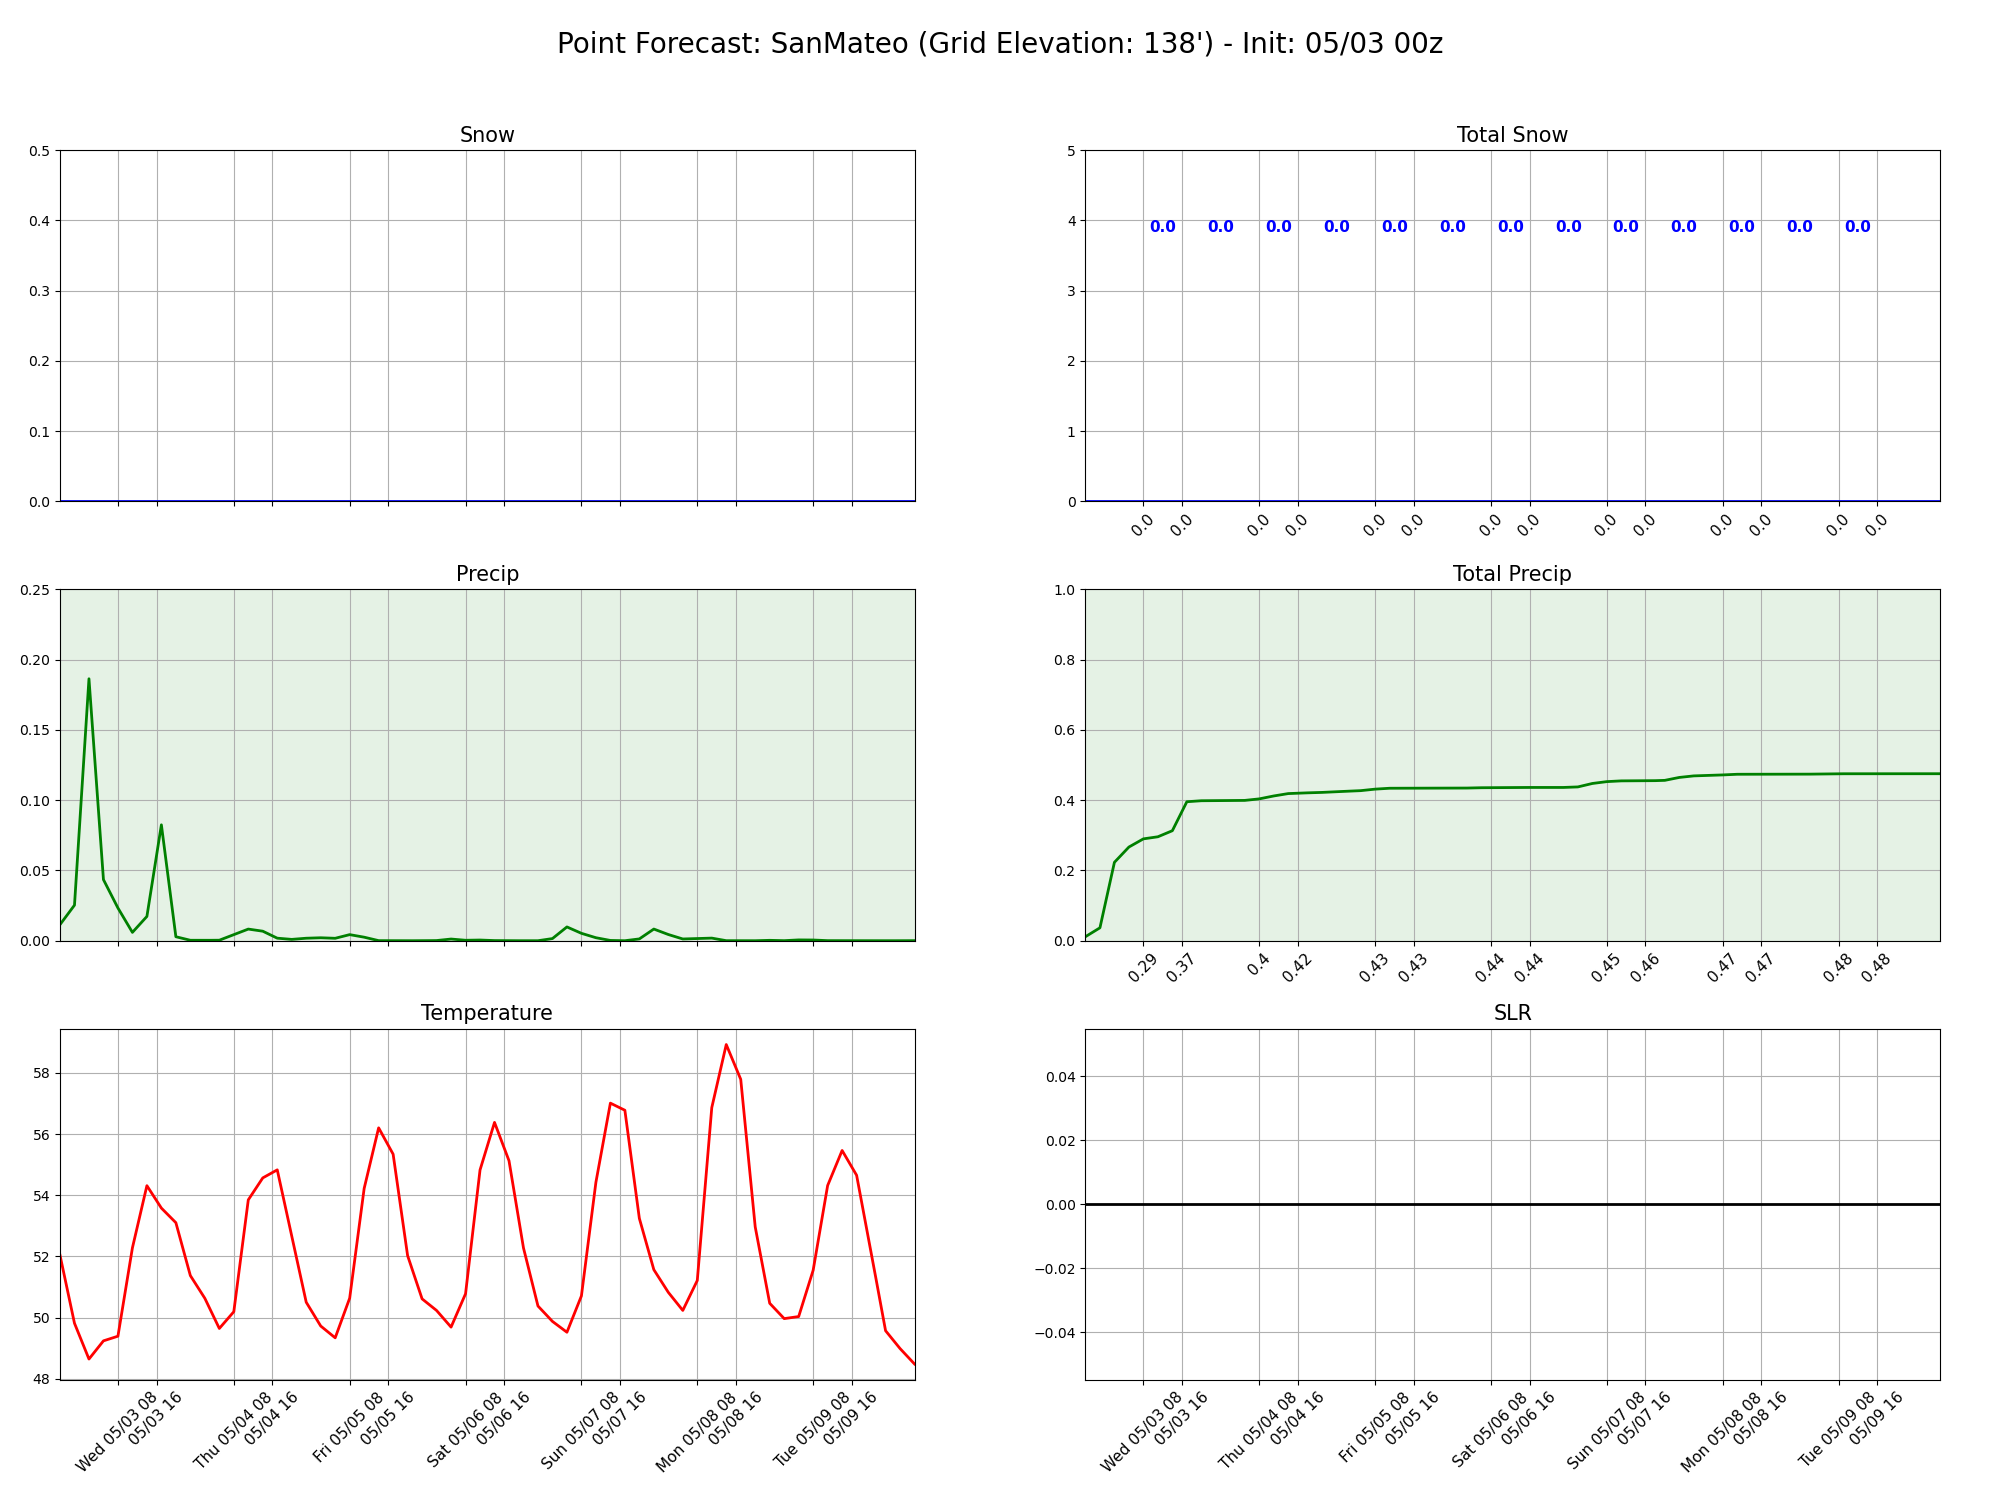 Point Forecast: SanMateo (Grid Elevation: 138') - Init: 05/03 00z
Snow
0.5
0.4
0.3
0.2
0.1
0.0
Total Snow
5
4
3
2
1
0
0.0 0.0 0.0 0.0 0.0 0.0 0.0 0.0 0.0 0.0 0.0 0.0 0.0
0.0 0.0 0.0 0.0 0.0 0.0 0.0 0.0 0.0 0.0 0.0 0.0 0.0 0.0
Precip
0.25
0.20
0.15
0.10
0.05
0.00
Total Precip
1.0
0.8
0.6
0.4
0.2
0.0
0.29 0.37 0.4 0.42 0.43 0.43 0.44 0.44 0.45 0.46 0.47 0.47 0.48 0.48
Temperature
58
56
54
52
50
48
Wed 05/03 08
05/03 16
Thu 05/04 08
05/04 16
Fri 05/05 08
05/05 16
Sat 05/06 08
05/06 16
Sun 05/07 08
05/07 16
Mon 05/08 08
05/08 16
Tue 05/09 08
05/09 16
SLR
0.04
0.02
0.00
−0.02
−0.04
Wed 05/03 08
05/03 16
Thu 05/04 08
05/04 16
Fri 05/05 08
05/05 16
Sat 05/06 08
05/06 16
Sun 05/07 08
05/07 16
Mon 05/08 08
05/08 16
Tue 05/09 08
05/09 16